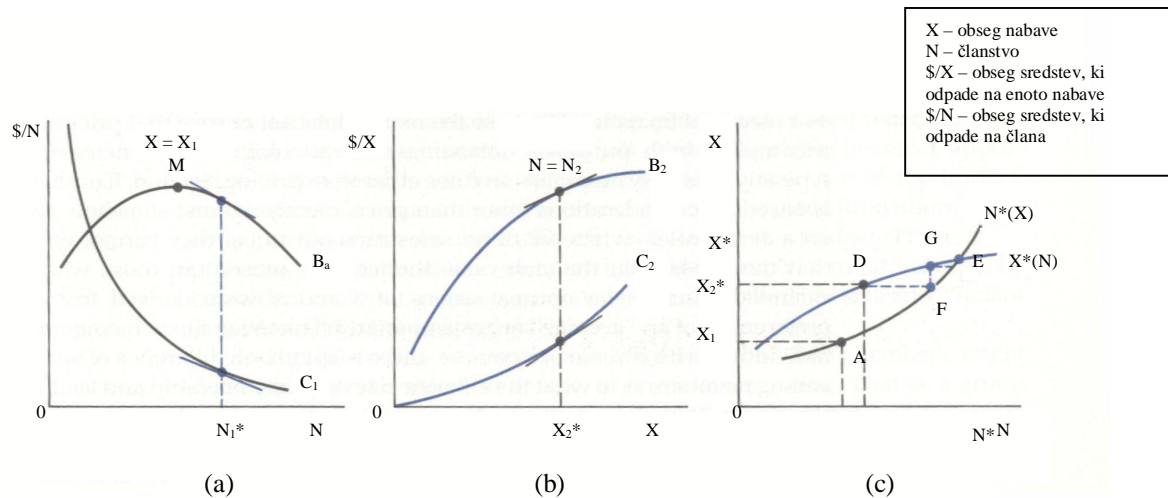 X – obseg nabave
N – članstvo
$/X – obseg sredstev, ki
odpade na enoto nabave
$/N – obseg sredstev, ki
odpade na člana
$/N
X = X₁
M
Bₐ
C₁
0
N₁*
N
(a)
$/X
N = N₂
B₂
C₂
0
X₂*
X
(b)
X
N*(X)
X*
G
D
E
X*(N)
X₂*
F
X₁
A
0
N* N
(c)